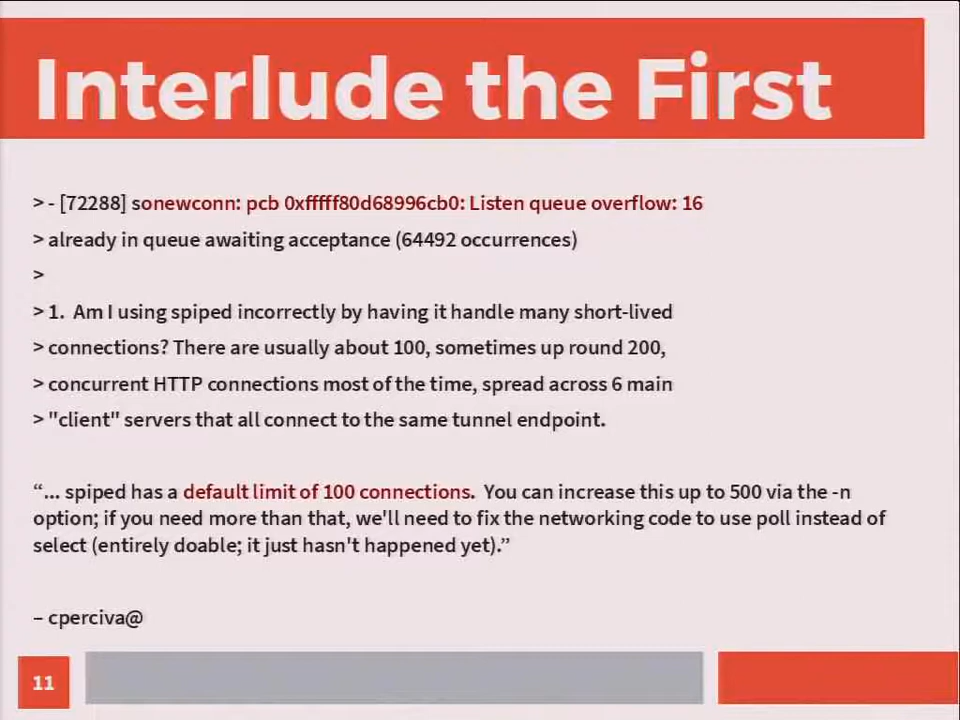 Interlude the First
> - [72288] sonewconn: pcb 0xfffff80d68996cb0: Listen queue overflow: 16
> already in queue awaiting acceptance (64492 occurrences)
>
> 1.  Am I using spiped incorrectly by having it handle many short-lived
> connections? There are usually about 100, sometimes up round 200,
> concurrent HTTP connections most of the time, spread across 6 main
> "client" servers that all connect to the same tunnel endpoint.
“... spiped has a default limit of 100 connections.  You can increase this up to 500 via the -n
option; if you need more than that, we'll need to fix the networking code to use poll instead of
select (entirely doable; it just hasn't happened yet).”
– cperciva@
11